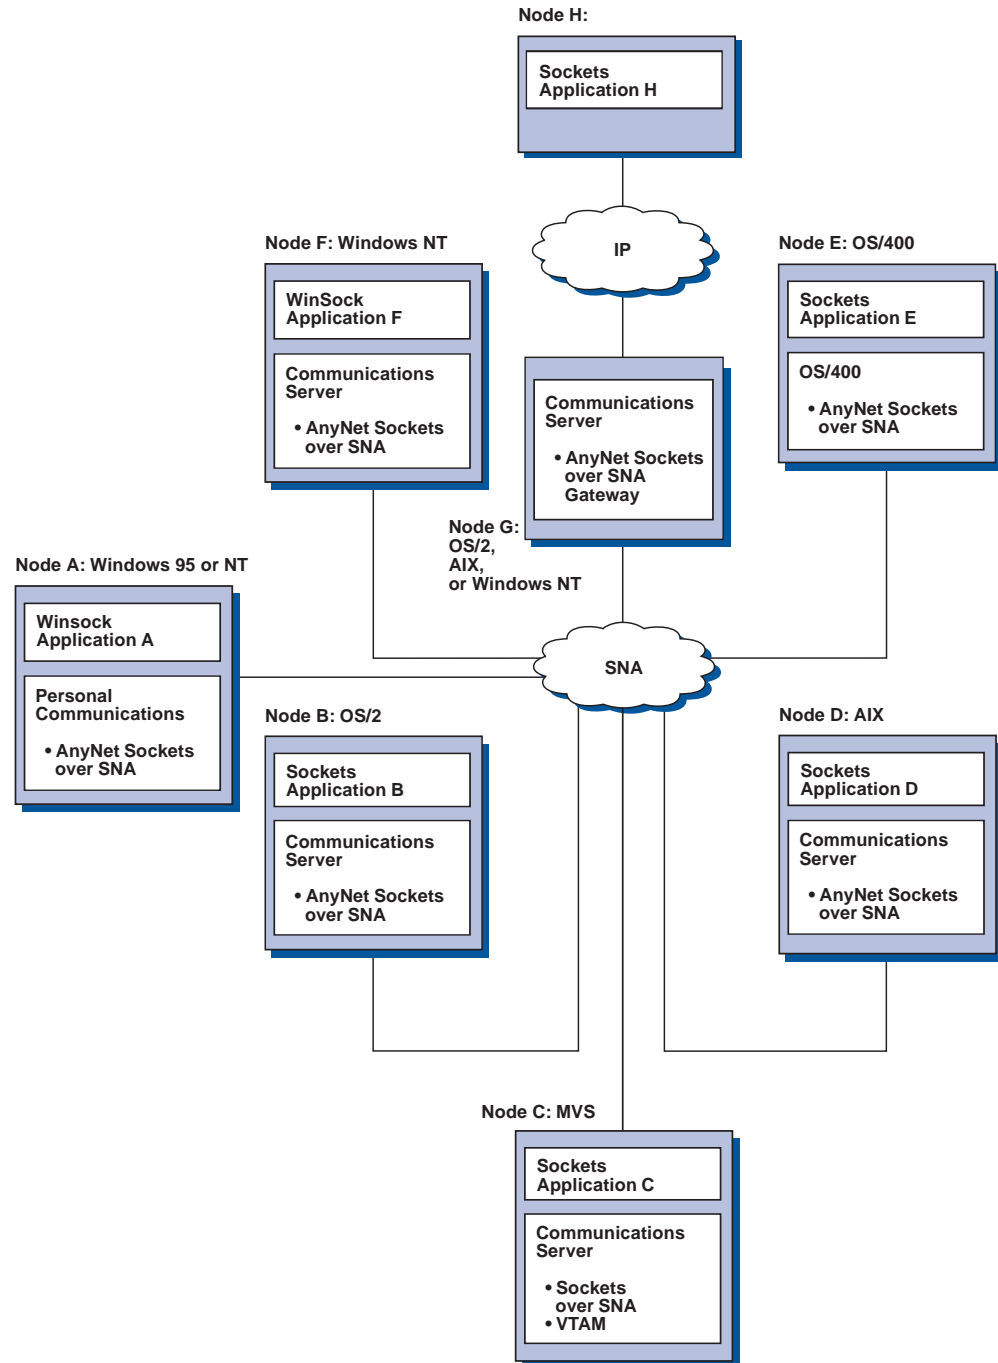 Node H:
Sockets
Application H
IP
Node F: Windows NT
WinSock
Application F
Communications
Server
• AnyNet Sockets
over SNA
Node E: OS/400
Sockets
Application E
OS/400
• AnyNet Sockets
over SNA
Communications
Server
• AnyNet Sockets
over SNA
Gateway
Node G:
OS/2,
AIX,
or Windows NT
Node A: Windows 95 or NT
Winsock
Application A
Personal
Communications
• AnyNet Sockets
over SNA
SNA
Node B: OS/2
Sockets
Application B
Communications
Server
• AnyNet Sockets
over SNA
Node D: AIX
Sockets
Application D
Communications
Server
• AnyNet Sockets
over SNA
Node C: MVS
Sockets
Application C
Communications
Server
• Sockets
over SNA
• VTAM